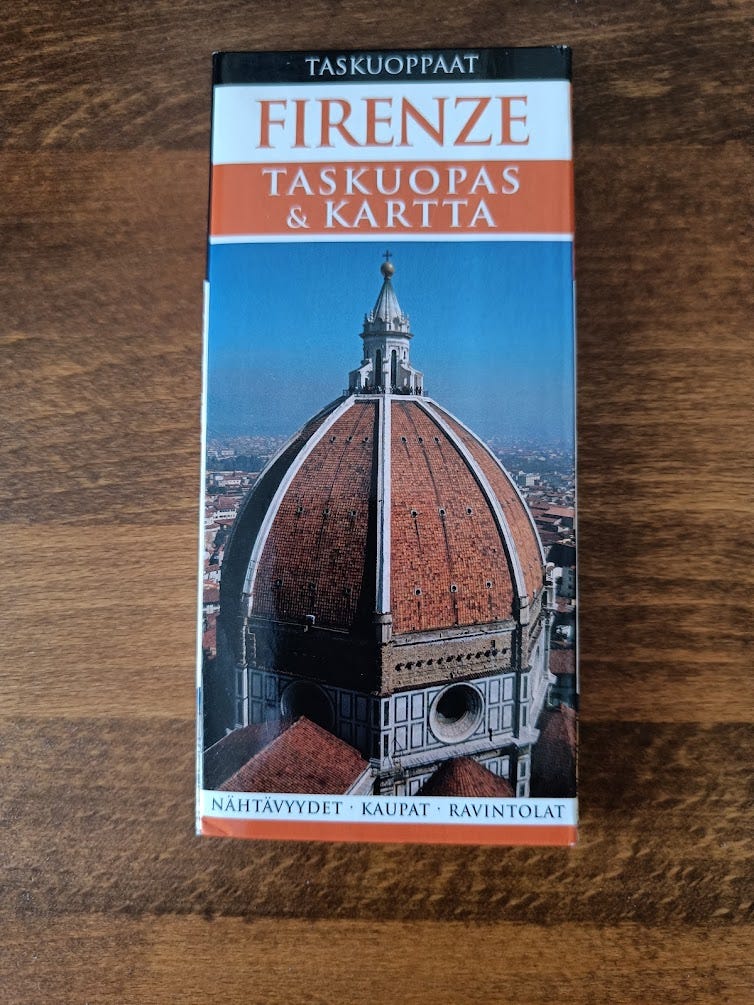 TASKUOPPAAT
FIRENZE
TASKUOPAS
& KARTTA
NÄHTÄVYYDET · KAUPAT · RAVINTOLAT